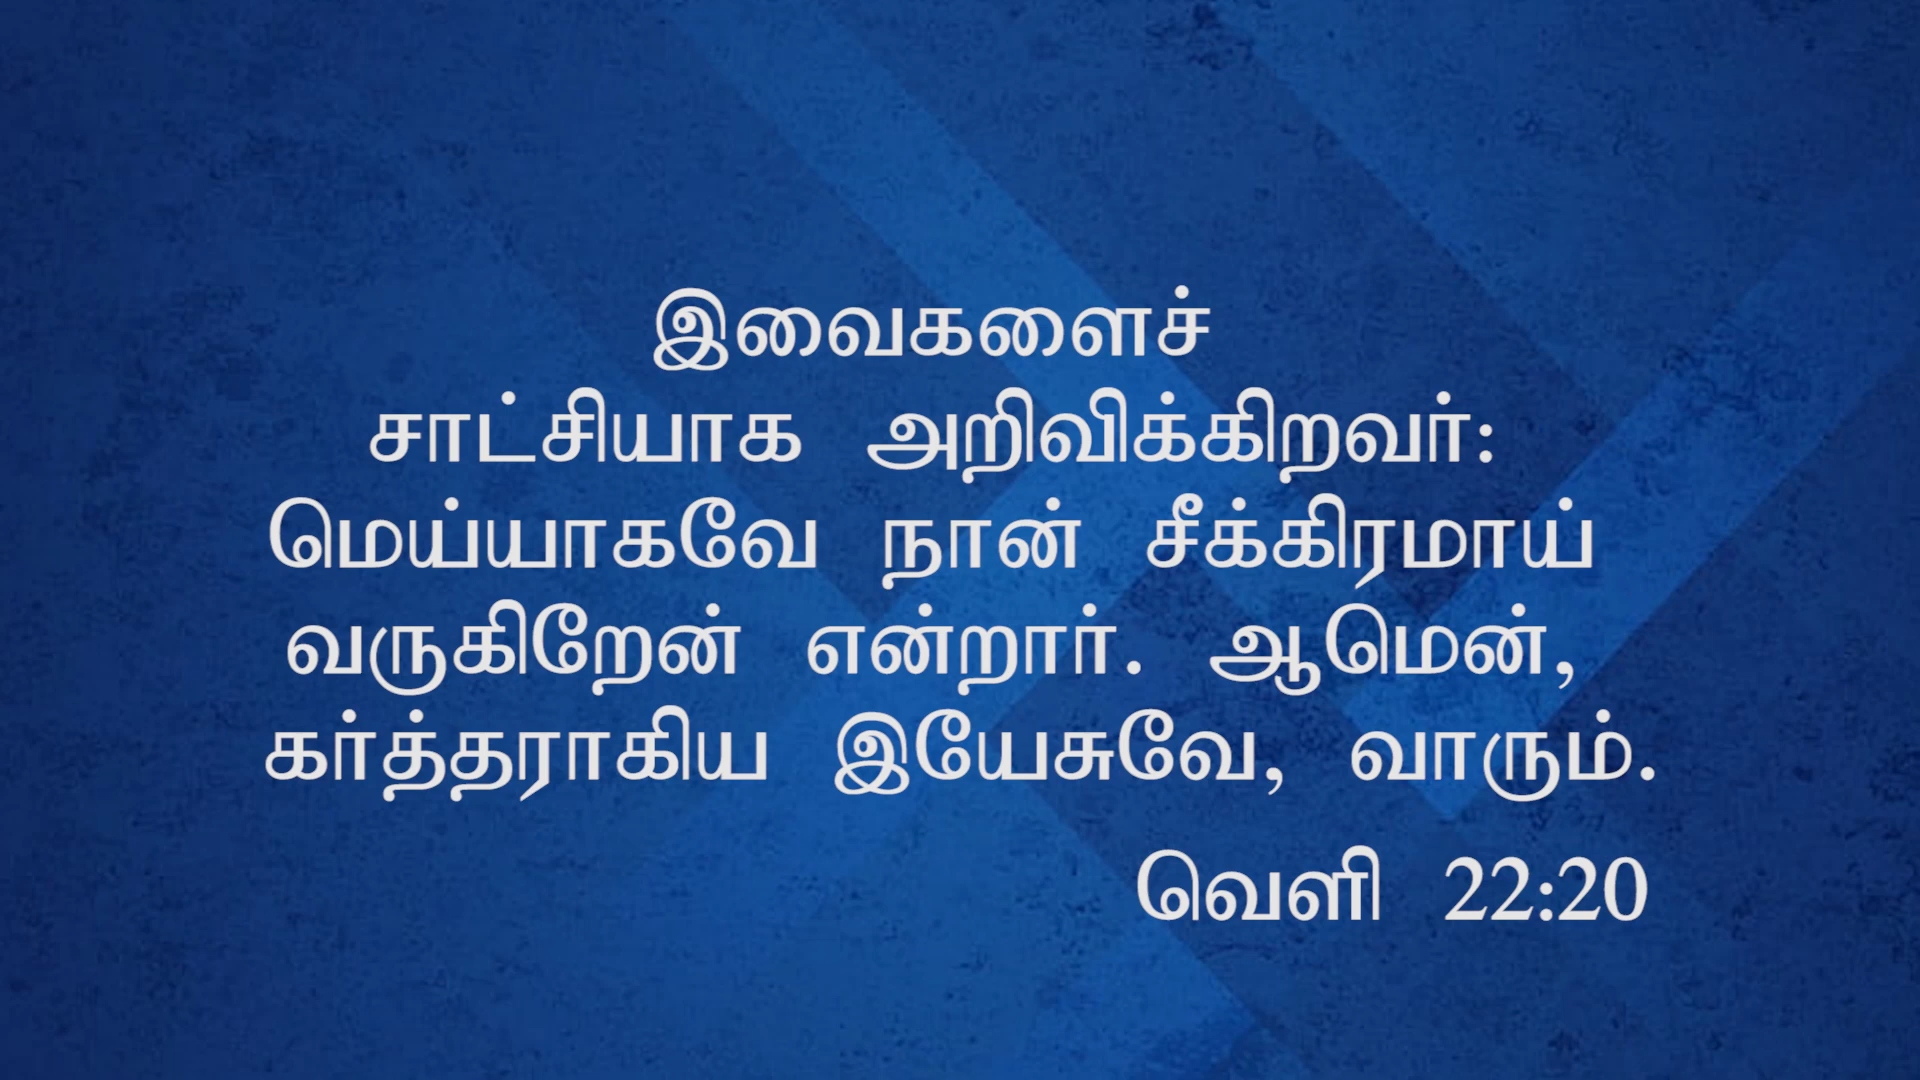 இவைகளைச்
சாட்சியாக அறிவிக்கிறவர்:
மெய்யாகவே நான் சீக்கிரமாய்
வருகிறேன் என்றார். ஆமென்,
கர்த்தராகிய இயேசுவே, வாரும்.
வெளி 22:20